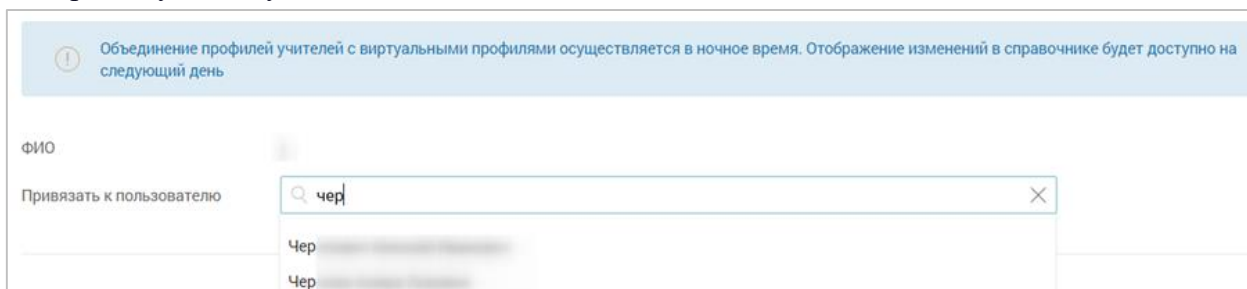 Объединение профилей учителей с виртуальными профилями осуществляется в ночное время. Отображение изменений в справочнике будет доступно на
следующий день
ФИО
Привязать к пользователю чер
Чер
Чер